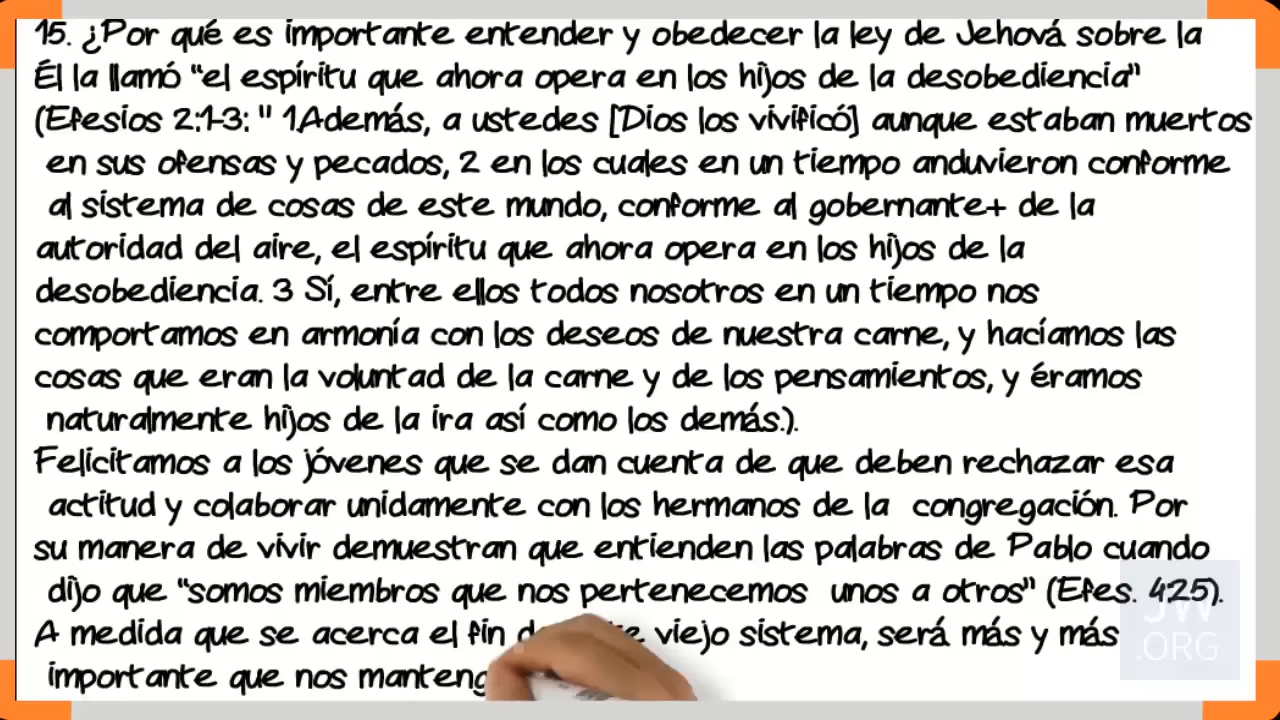 15. ¿Por qué es importante entender y obedecer la ley de Jehová sobre la
Él la llamó "el espíritu que ahora opera en los hijos de la desobediencia"
(Efesios 2:1-3: " 1Además, a ustedes [Dios los vivificó] aunque estaban muertos
en sus ofensas y pecados, 2 en los cuales en un tiempo anduvieron conforme
al sistema de cosas de este mundo, conforme al gobernante+ de la
autoridad del aire, el espíritu que ahora opera en los hijos de la
desobediencia. 3 Sí, entre ellos todos nosotros en un tiempo nos
comportamos en armonía con los deseos de nuestra carne, y hacíamos las
cosas que eran la voluntad de la carne y de los pensamientos, y éramos
naturalmente hijos de la ira así como los demás.).
Felicitamos a los jóvenes que se dan cuenta de que deben rechazar esa
actitud y colaborar unidamente con los hermanos de la congregación. Por
su manera de vivir demuestran que entienden las palabras de Pablo cuando
dijo que "somos miembros que nos pertenecemos unos a otros" (Efes. 4:25).
A medida que se acerca el fin viejo sistema, será más y más
importante que nos
JW
.ORG